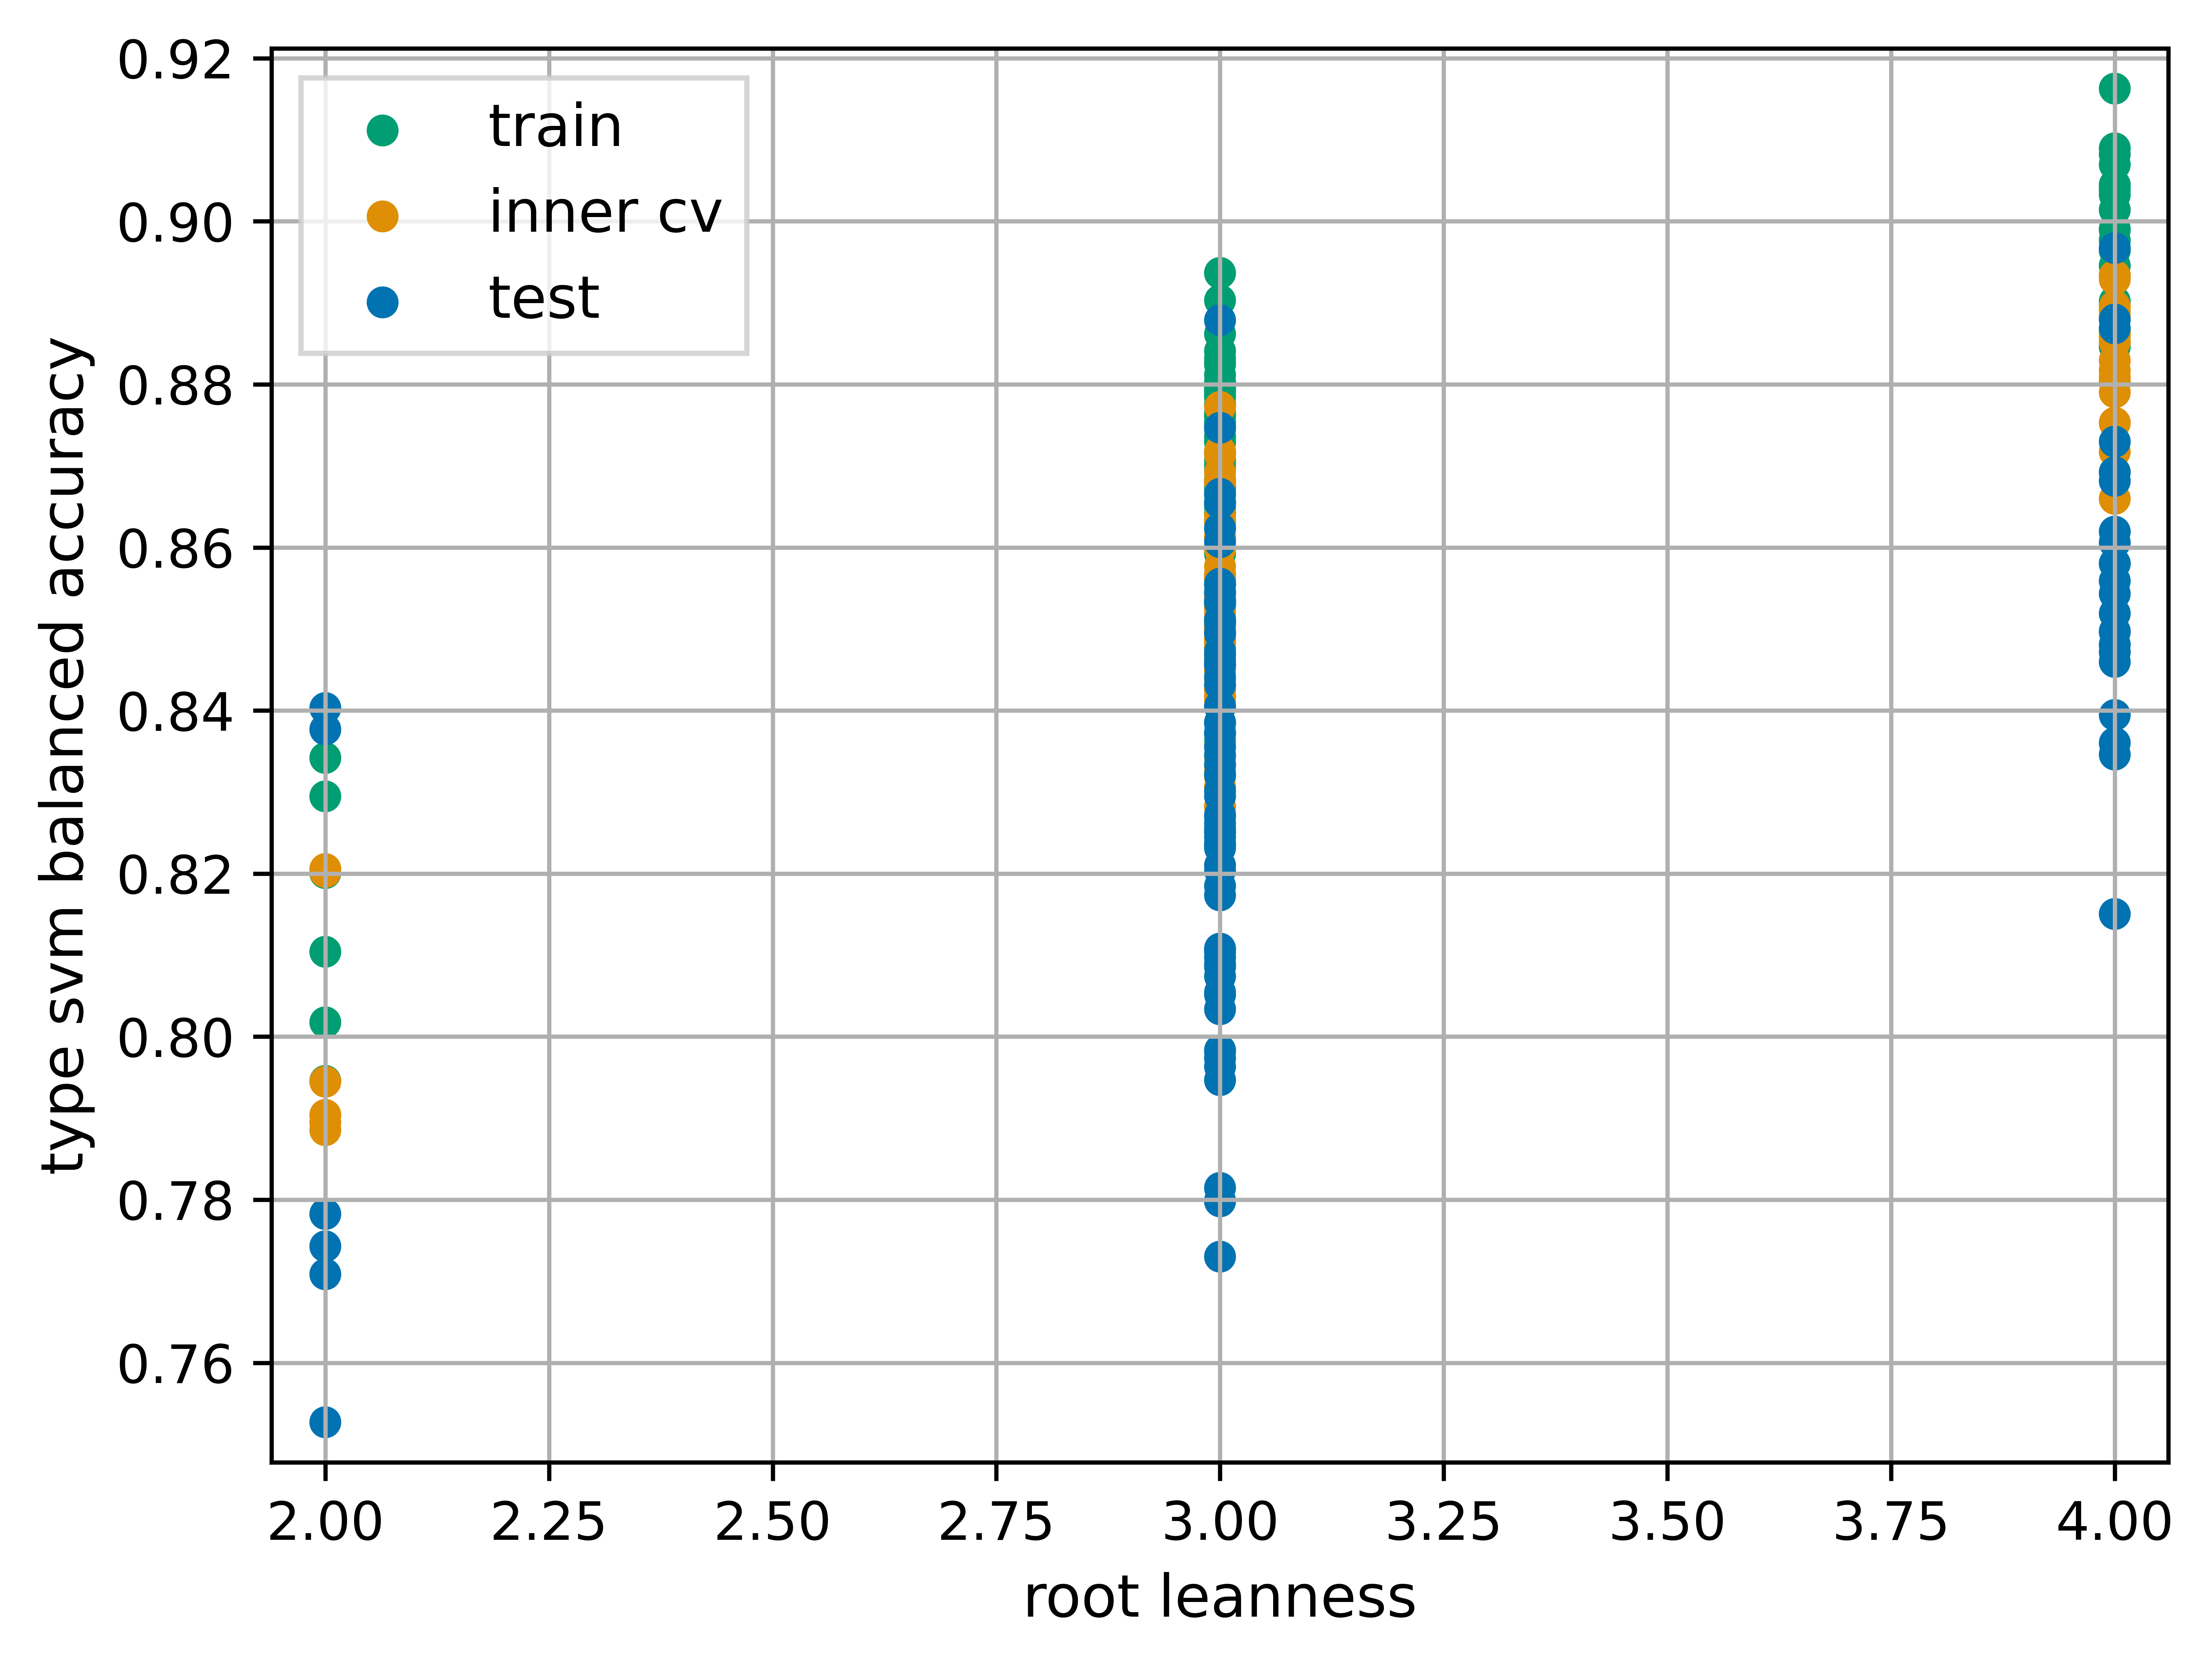 train
inner cv
test
type svm balanced accuracy
0.92
0.90
0.88
0.86
0.84
0.82
0.80
0.78
0.76
2.00 2.25 2.50 2.75 3.00 3.25 3.50 3.75 4.00
root leanness